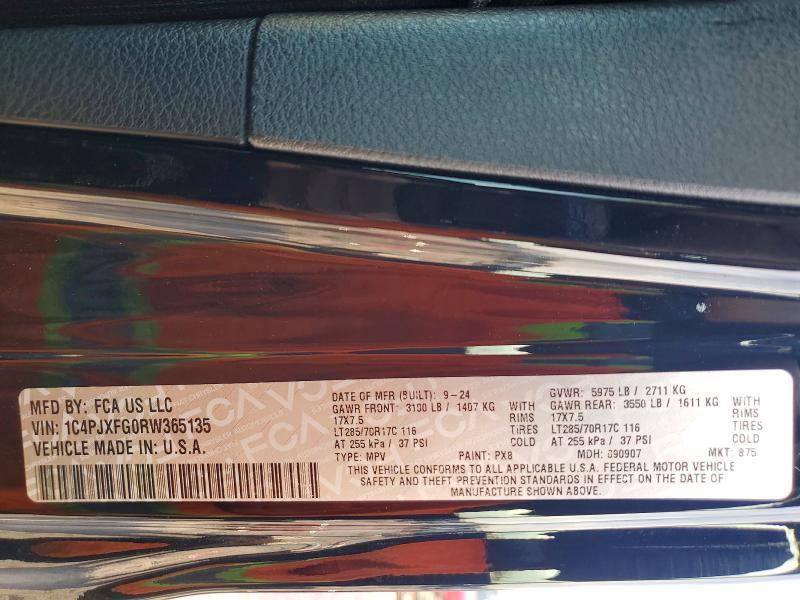 MFD BY: FCA US LLC
VIN: 1C4PJXFG0RW365135
VEHICLE MADE IN: U.S.A.
DATE OF MFR (BUILT): 9-24
GAWR FRONT: 3100 LB / 1407 KG WITH
17X7.5 RIMS
LT285/70R17C 116 TIRES
AT 255 kPa / 37 PSI COLD
TYPE: MPV PAINT: PX8
GVWR: 5975 LB / 2711 KG
GAWR REAR: 3550 LB / 1611 KG WITH
17X7.5 RIMS
LT285/70R17C 116 TIRES
AT 255 kPa / 37 PSI COLD
MDH: 090907 MKT: 875
THIS VEHICLE CONFORMS TO ALL APPLICABLE U.S.A. FEDERAL MOTOR VEHICLE
SAFETY AND THEFT PREVENTION STANDARDS IN EFFECT ON THE DATE OF
MANUFACTURE SHOWN ABOVE.